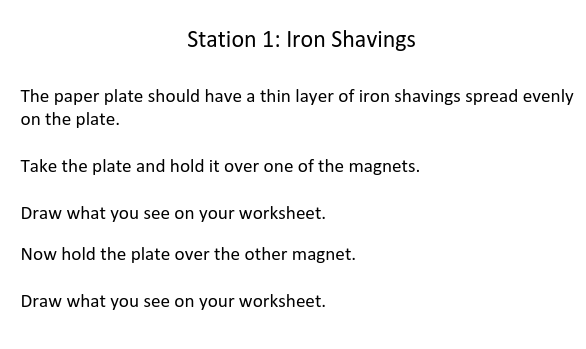 Station 1: Iron Shavings
The paper plate should have a thin layer of iron shavings spread evenly
on the plate.
Take the plate and hold it over one of the magnets.
Draw what you see on your worksheet.
Now hold the plate over the other magnet.
Draw what you see on your worksheet.